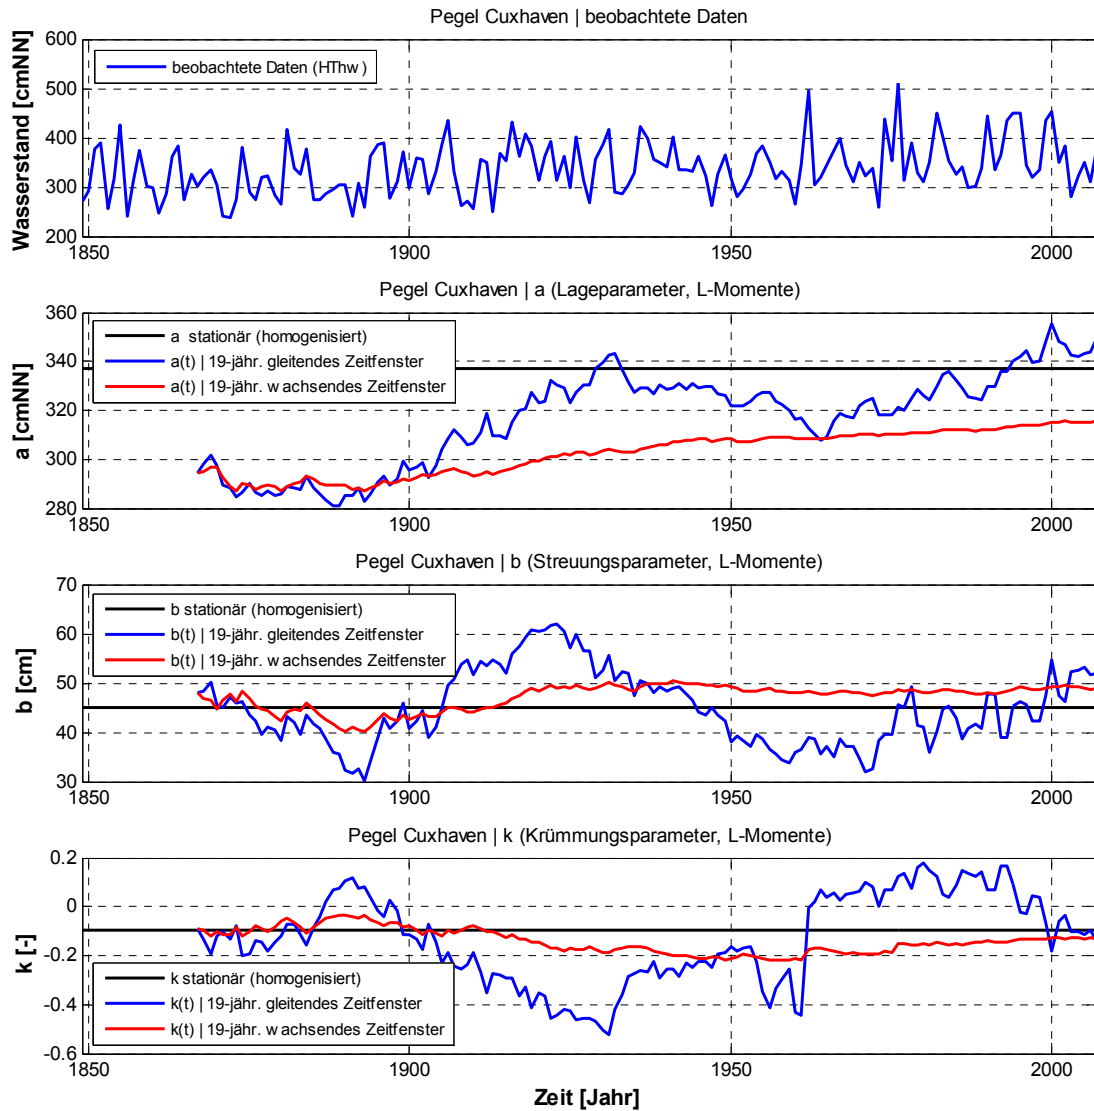 Pegel Cuxhaven | beobachtete Daten
Wasserstand [cmNN]
600
500
400
300
200
beobachtete Daten (HThw)
1850 1900 1950 2000
Pegel Cuxhaven | a (Lageparameter, L-Momente)
a [cmNN]
360
340
320
300
280
a stationär (homogenisiert)
a(t) | 19-jähr. gleitendes Zeitfenster
a(t) | 19-jähr. wachsendes Zeitfenster
1850 1900 1950 2000
Pegel Cuxhaven | b (Streuungsparameter, L-Momente)
b [cm]
70
60
50
40
30
b stationär (homogenisiert)
b(t) | 19-jähr. gleitendes Zeitfenster
b(t) | 19-jähr. wachsendes Zeitfenster
1850 1900 1950 2000
Pegel Cuxhaven | k (Krümmungsparameter, L-Momente)
k [-]
0.2
0
-0.2
-0.4
-0.6
k stationär (homogenisiert)
k(t) | 19-jähr. gleitendes Zeitfenster
k(t) | 19-jähr. wachsendes Zeitfenster
1850 1900 1950 2000
Zeit [Jahr]